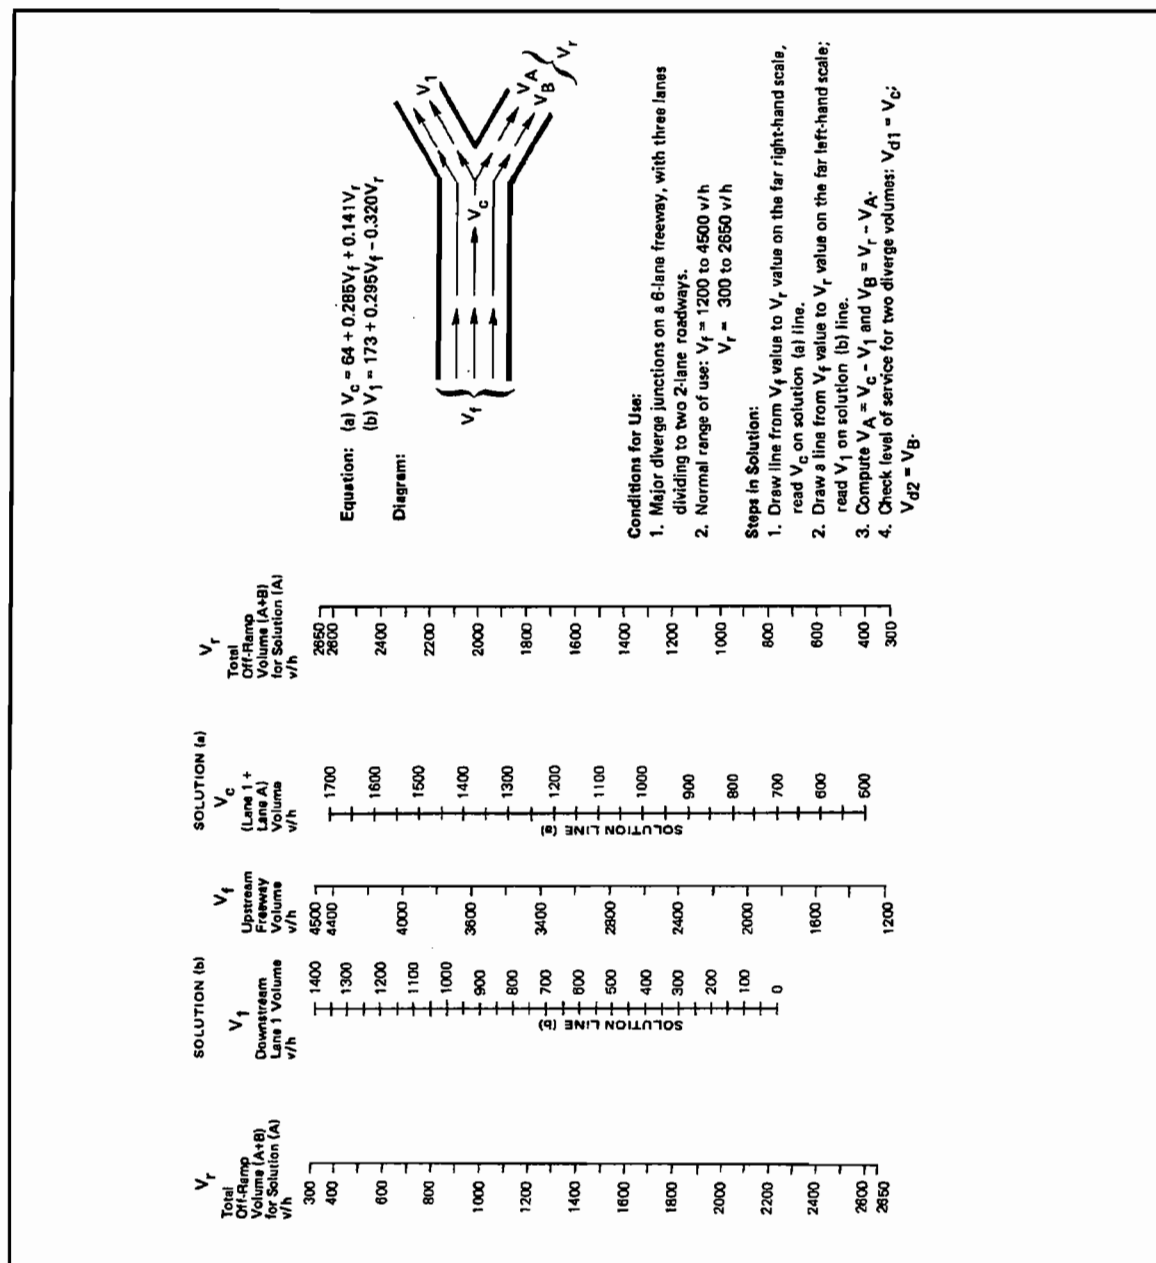 V_r
Total
Off-Ramp
Volume (A+B)
for Solution (A)
v/h
300
400
600
800
1000
1200
1400
1600
1800
2000
2200
2400
2600
2650
SOLUTION (b)
V_1
Downstream
Lane 1 Volume
v/h
1400
1300
1200
1100
1000
900
800
700
600
500
400
300
200
100
0
SOLUTION LINE (b)
V_f
Upstream
Freeway
Volume
v/h
4500
4400
4000
3600
3400
2800
2400
2000
1600
1200
SOLUTION (a)
V_c
(Lane 1 +
Lane A)
Volume
v/h
1700
1600
1500
1400
1300
1200
1100
1000
900
800
700
600
500
SOLUTION LINE (a)
V_r
Total
Off-Ramp
Volume (A+B)
for Solution (A)
v/h
2650
2600
2400
2200
2000
1800
1600
1400
1200
1000
800
600
400
300
Equation: (a) V_c = 64 + 0.285V_f + 0.141V_r
(b) V_1 = 173 + 0.295V_f − 0.320V_r
Diagram:
V_f
V_c
V_1
V_A
V_B
V_r
Conditions for Use:
1. Major diverge junctions on a 6-lane freeway, with three lanes
dividing to two 2-lane roadways.
2. Normal range of use: V_f = 1200 to 4500 v/h
V_r = 300 to 2650 v/h
Steps in Solution:
1. Draw line from V_f value to V_r value on the far right-hand scale,
read V_c on solution (a) line.
2. Draw a line from V_f value to V_r value on the far left-hand scale;
read V_1 on solution (b) line.
3. Compute V_A = V_c − V_1 and V_B = V_r − V_A.
4. Check level of service for two diverge volumes: V_d1 = V_c;
V_d2 = V_B.